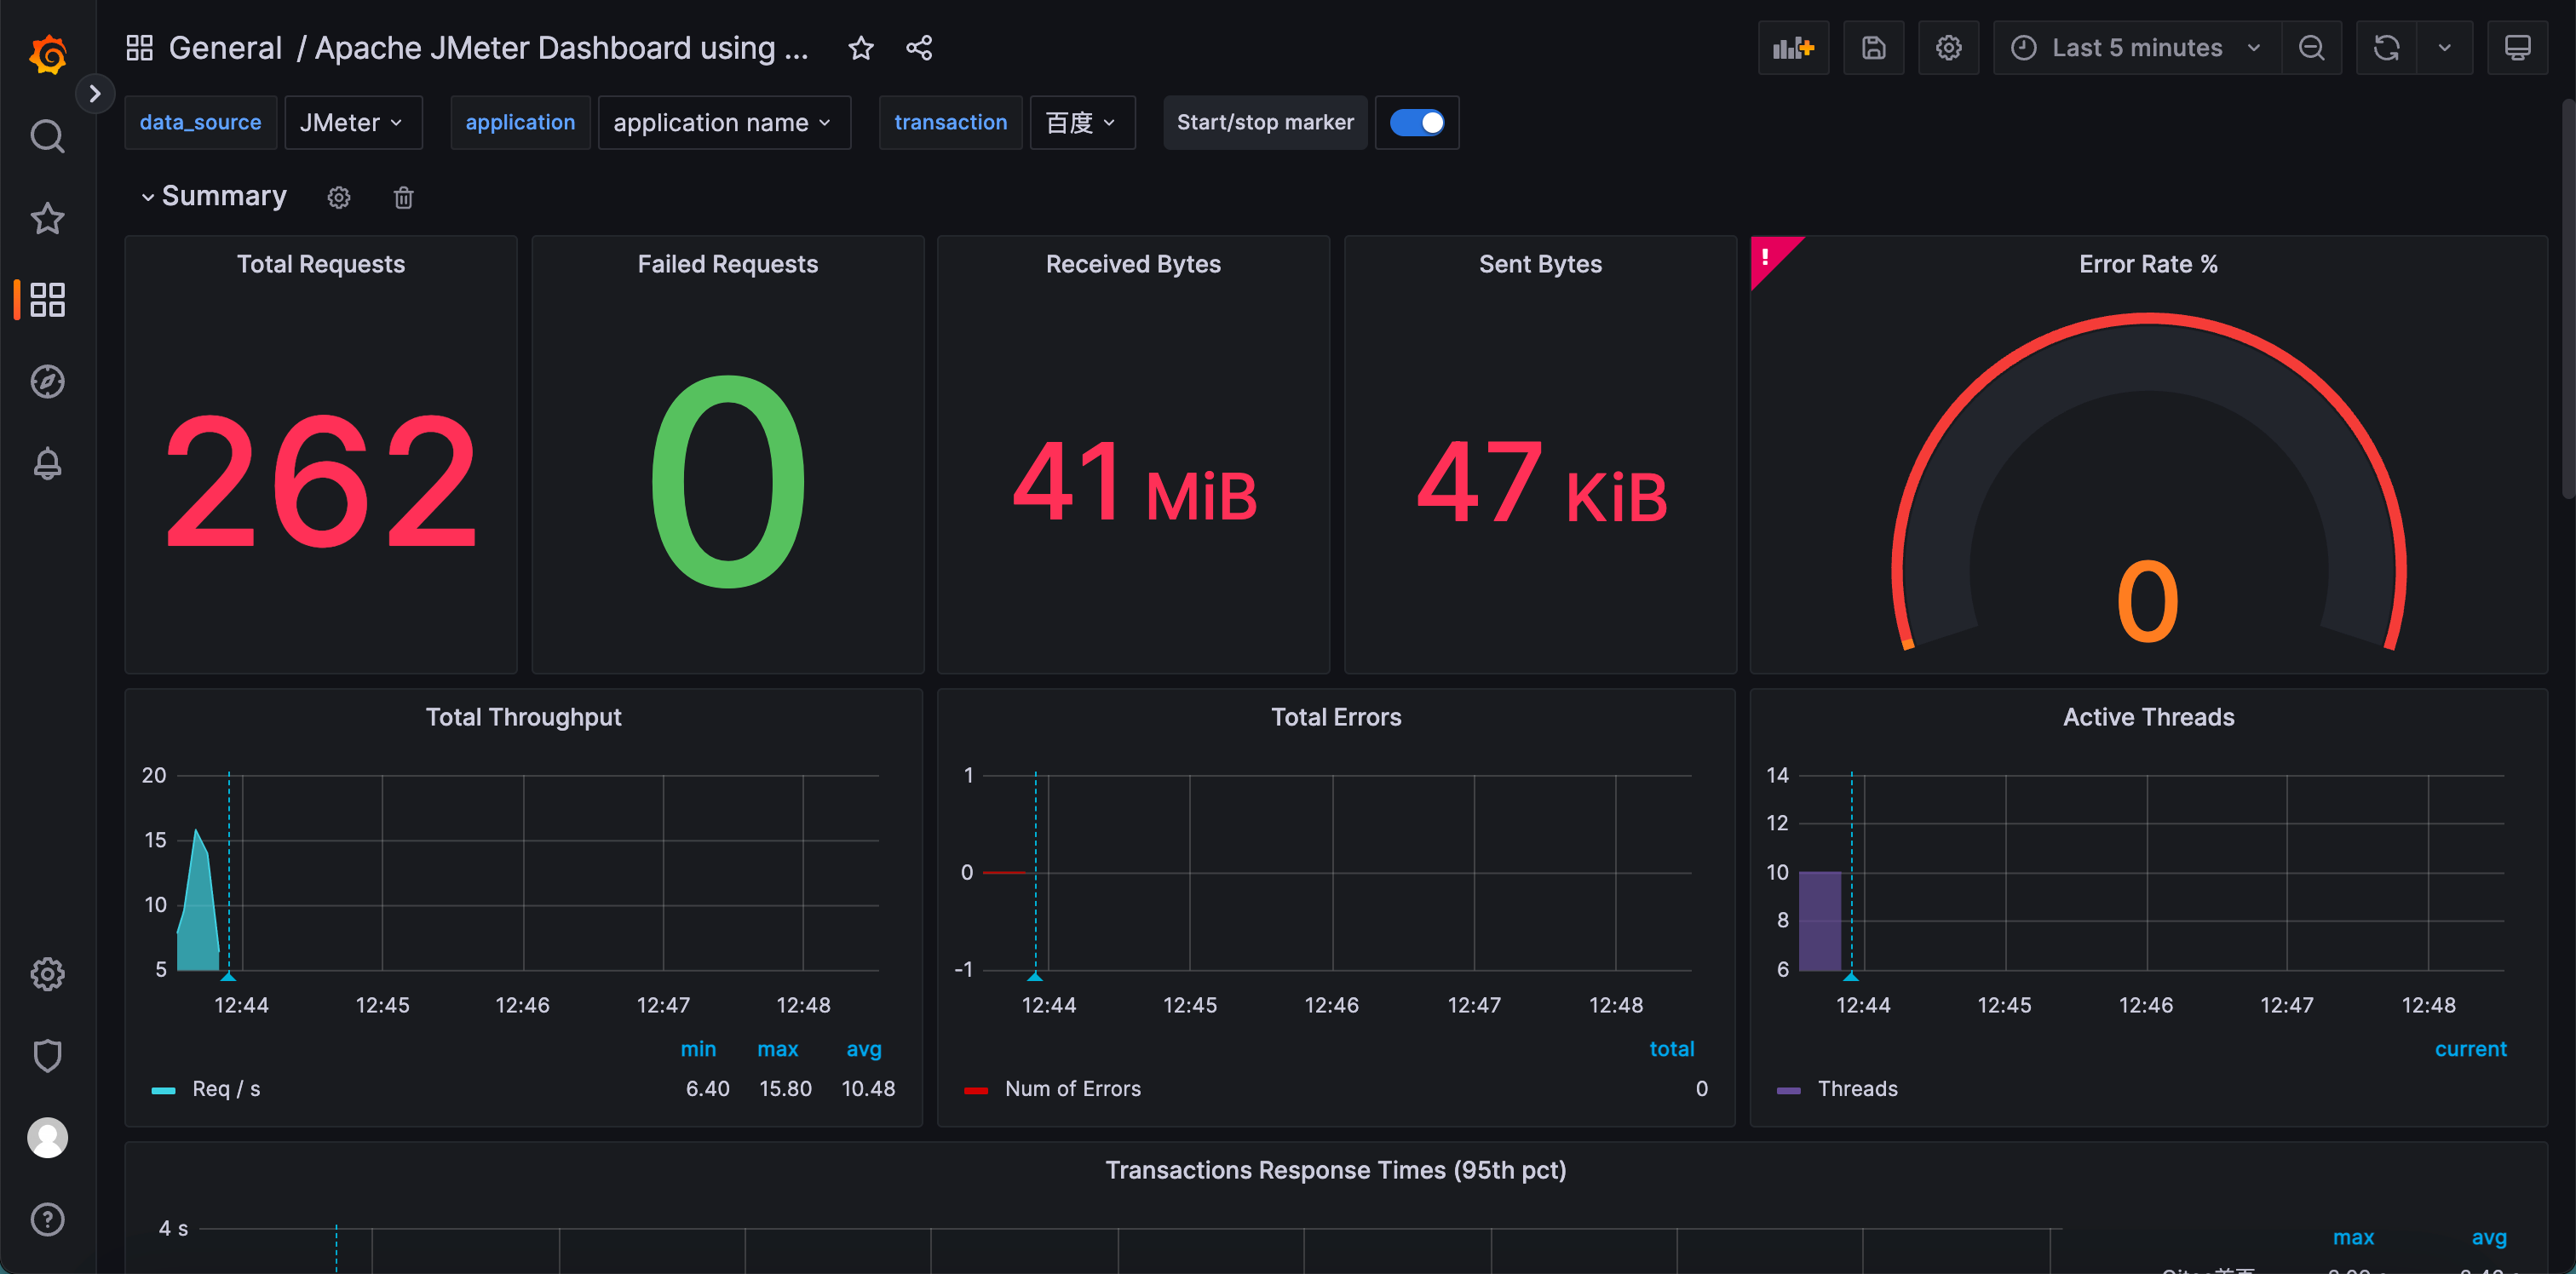 General / Apache JMeter Dashboard using ...
Last 5 minutes
data_source JMeter application application name transaction 百度 Start/stop marker
Summary
Total Requests
262
Failed Requests
0
Received Bytes
41 MiB
Sent Bytes
47 KiB
!
Error Rate %
0
Total Throughput
20
15
10
5
12:44 12:45 12:46 12:47 12:48
min max avg
Req / s 6.40 15.80 10.48
Total Errors
1
0
-1
12:44 12:45 12:46 12:47 12:48
total
Num of Errors 0
Active Threads
14
12
10
8
6
12:44 12:45 12:46 12:47 12:48
current
Threads
Transactions Response Times (95th pct)
4 s
max avg